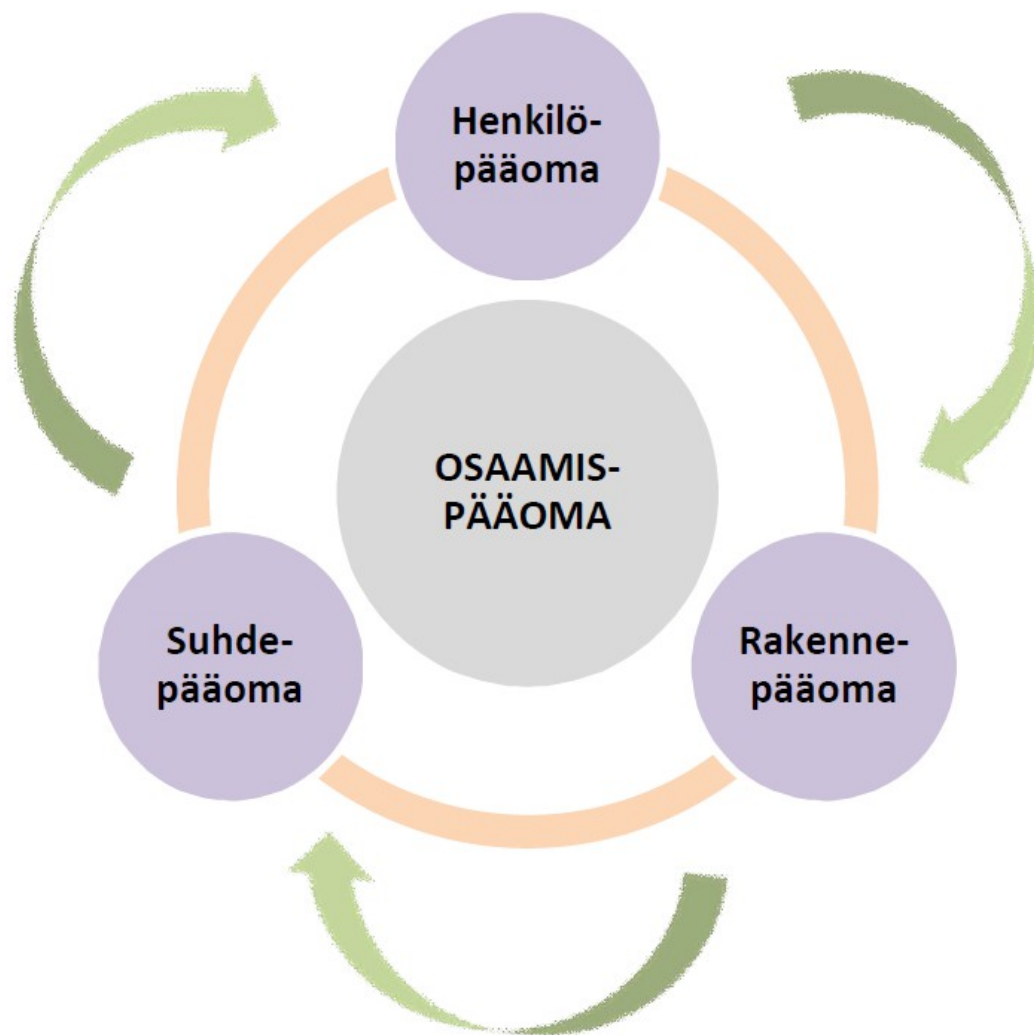 Henkilö-
pääoma
OSAAMIS-
PÄÄOMA
Suhde-
pääoma
Rakenne-
pääoma